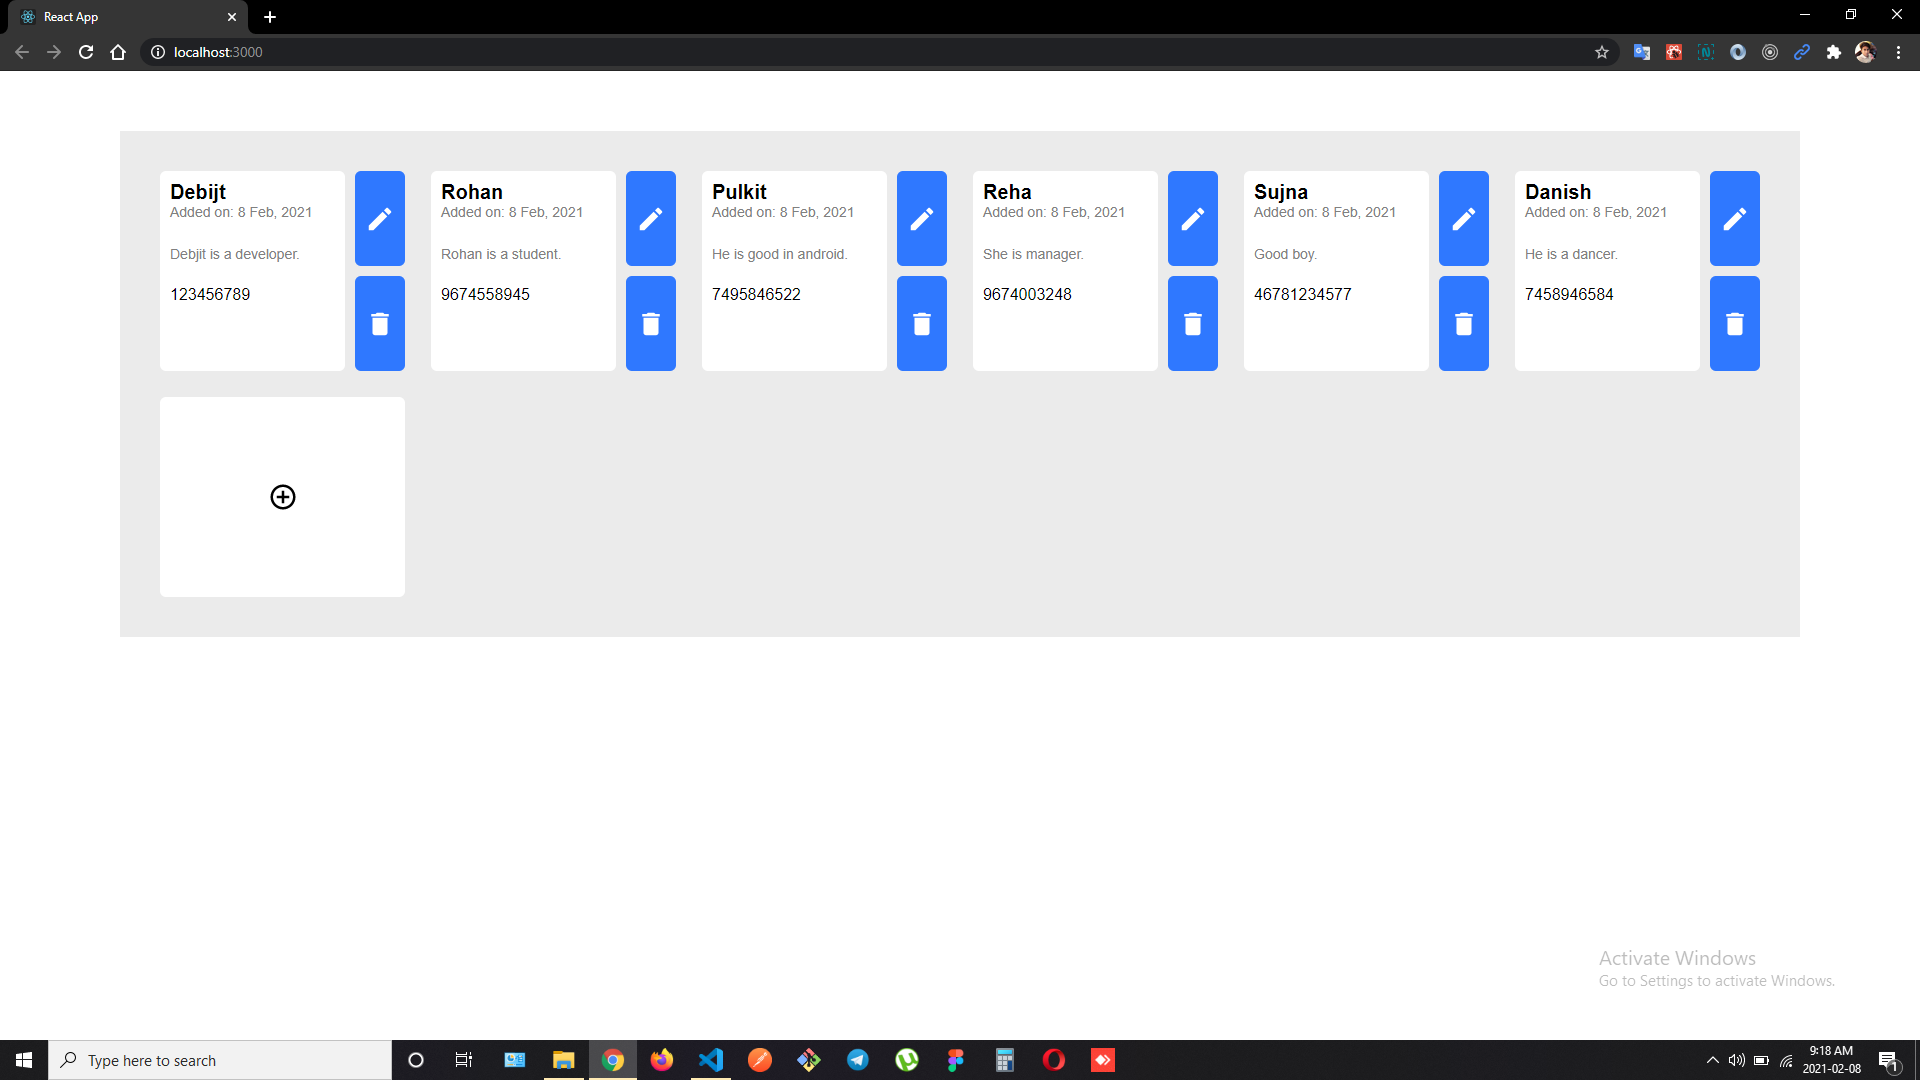 React App
localhost:3000
Debijt
Added on: 8 Feb, 2021
Debjit is a developer.
123456789
Rohan
Added on: 8 Feb, 2021
Rohan is a student.
9674558945
Pulkit
Added on: 8 Feb, 2021
He is good in android.
7495846522
Reha
Added on: 8 Feb, 2021
She is manager.
9674003248
Sujna
Added on: 8 Feb, 2021
Good boy.
46781234577
Danish
Added on: 8 Feb, 2021
He is a dancer.
7458946584
Activate Windows
Go to Settings to activate Windows.
Type here to search
9:18 AM
2021-02-08
1